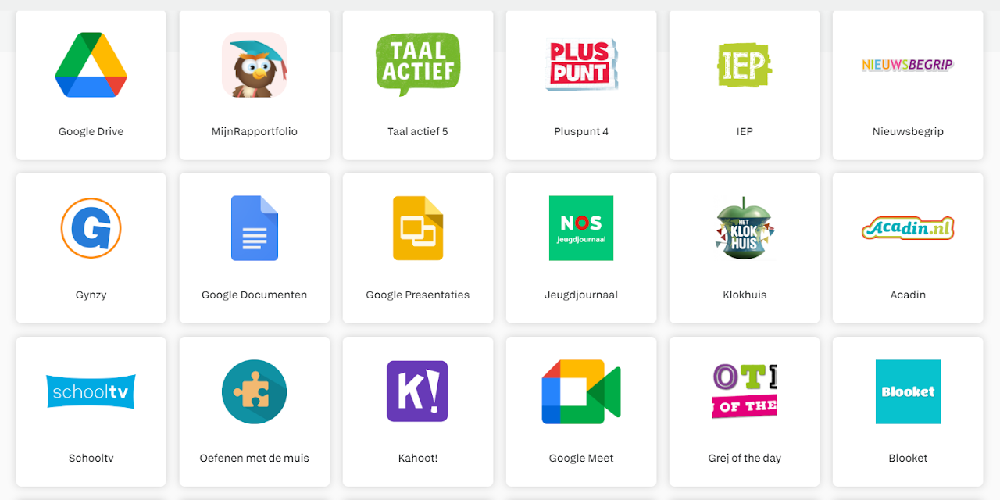 TAAL
ACTIEF
PLUS
PUNT
IEP
NIEUWSBEGR!P
Google Drive
MijnRapportfolio
Taal actief 5
Pluspunt 4
IEP
Nieuwsbegrip
G
NOS
jeugdjournaal
HET
KLOK
HUIS
Acadin.nl
Gynzy
Google Documenten
Google Presentaties
Jeugdjournaal
Klokhuis
Acadin
schooltv
K!
OT
OF THE
Blooket
Schooltv
Oefenen met de muis
Kahoot!
Google Meet
Grej of the day
Blooket